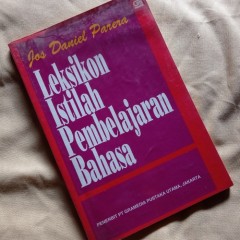 Jos Daniel Parera
Leksikon
Istilah
Pembelajaran
Bahasa
PENERBIT PT GRAMEDIA PUSTAKA UTAMA, JAKARTA